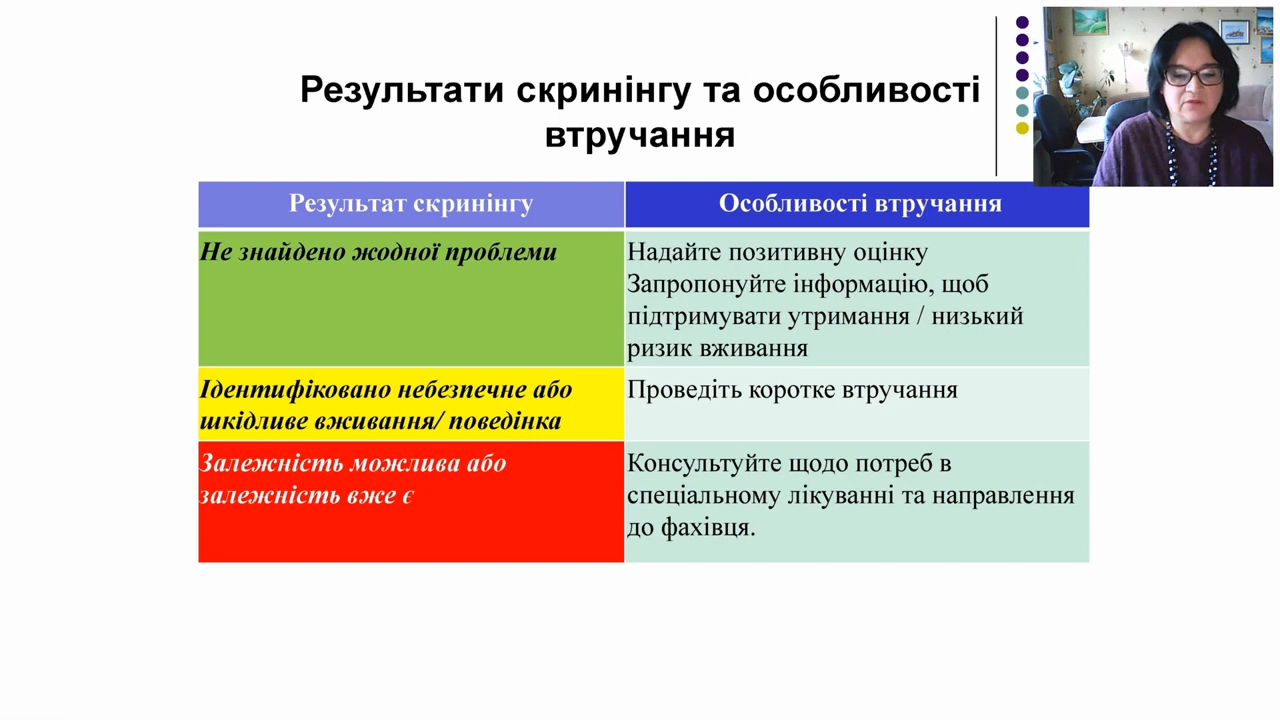 Результати скринінгу та особливості
втручання
Результат скринінгу
Особливості втручання
Не знайдено жодної проблеми
Надайте позитивну оцінку
Запропонуйте інформацію, щоб
підтримувати утримання / низький
ризик вживання
Ідентифіковано небезпечне або
шкідливе вживання/ поведінка
Проведіть коротке втручання
Залежність можлива або
залежність вже є
Консультуйте щодо потреб в
спеціальному лікуванні та направлення
до фахівця.